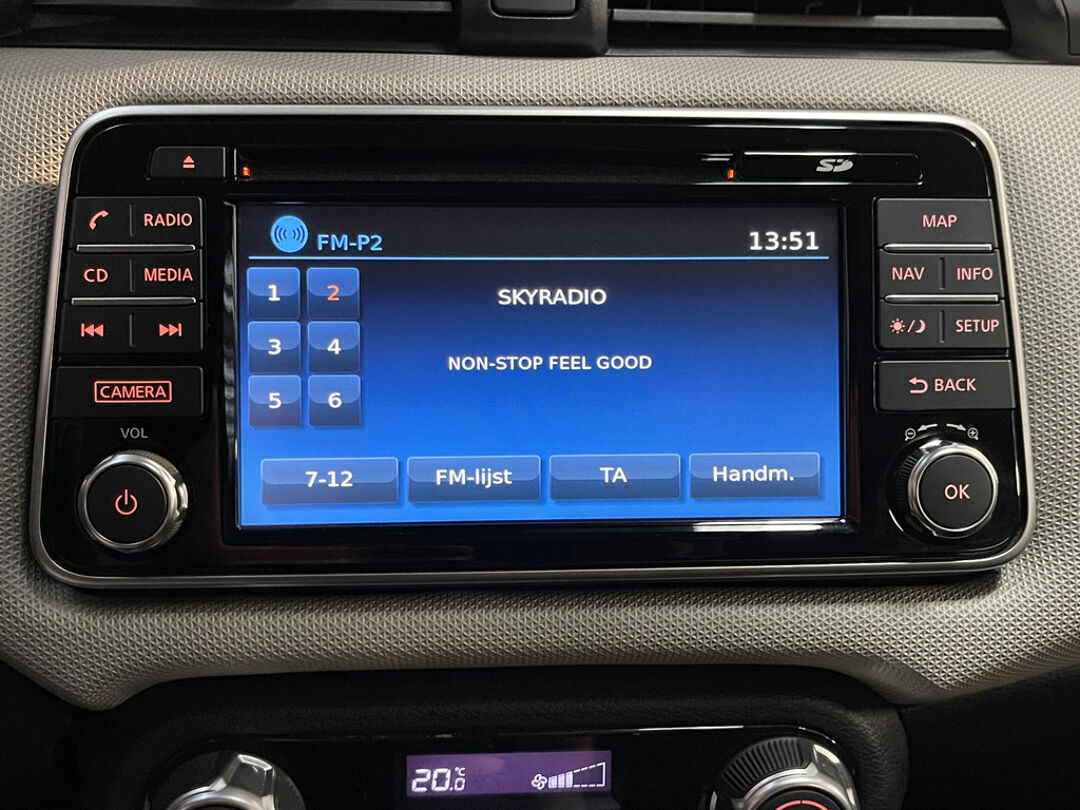 SD
RADIO
CD MEDIA
CAMERA
VOL
FM-P2 13:51
1 2
SKYRADIO
3 4
NON-STOP FEEL GOOD
5 6
7-12 FM-lijst TA Handm.
MAP
NAV INFO
SETUP
BACK
OK
20.0 °C